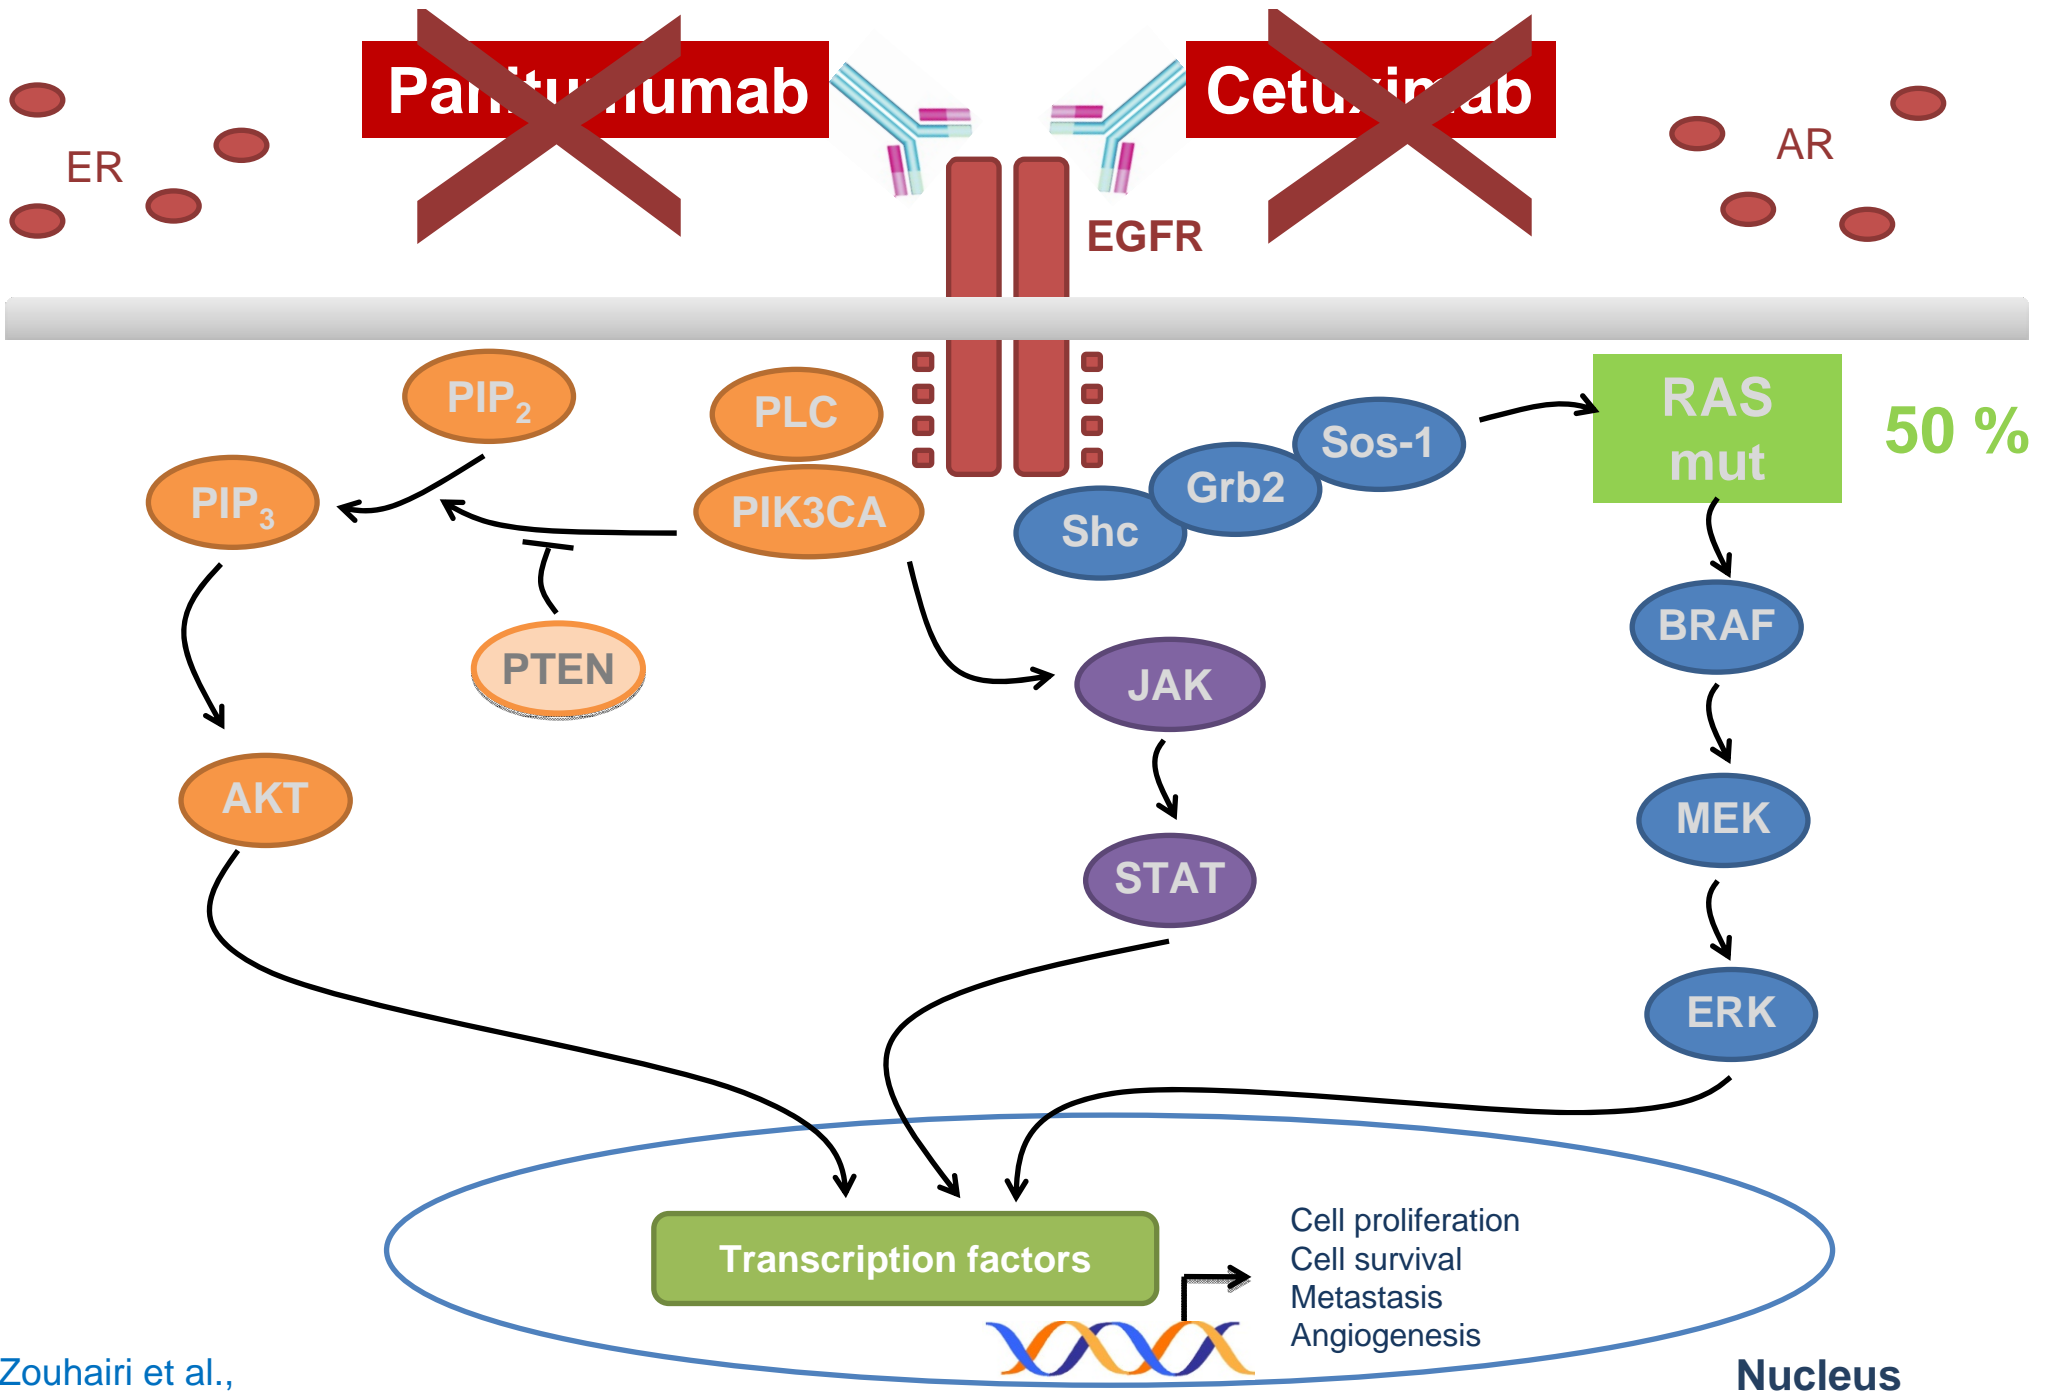 Panitumumab
Cetuximab
ER
AR
EGFR
PIP2
PLC
RAS
mut
50 %
Sos-1
Grb2
PIP3
PIK3CA
Shc
BRAF
PTEN
JAK
AKT
MEK
STAT
ERK
Transcription factors
Cell proliferation
Cell survival
Metastasis
Angiogenesis
Zouhairi et al.,
Nucleus